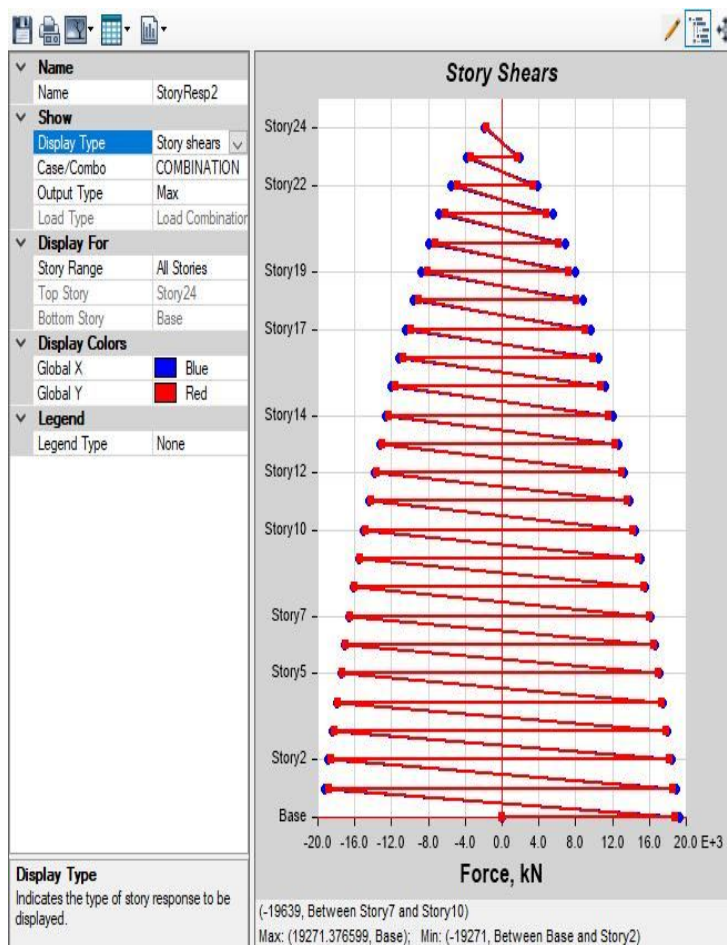 Name
Name StoryResp2
Show
Display Type Story shears
Case/Combo COMBINATION
Output Type Max
Load Type Load Combination
Display For
Story Range All Stories
Top Story Story24
Bottom Story Base
Display Colors
Global X Blue
Global Y Red
Legend
Legend Type None
Display Type
Indicates the type of story response to be
displayed.
Story Shears
Story24
Story22
Story19
Story17
Story14
Story12
Story10
Story7
Story5
Story2
Base
-20.0 -16.0 -12.0 -8.0 -4.0 0.0 4.0 8.0 12.0 16.0 20.0 E+3
Force, kN
(-19639, Between Story7 and Story10)
Max: (19271.376599, Base); Min: (-19271, Between Base and Story2)